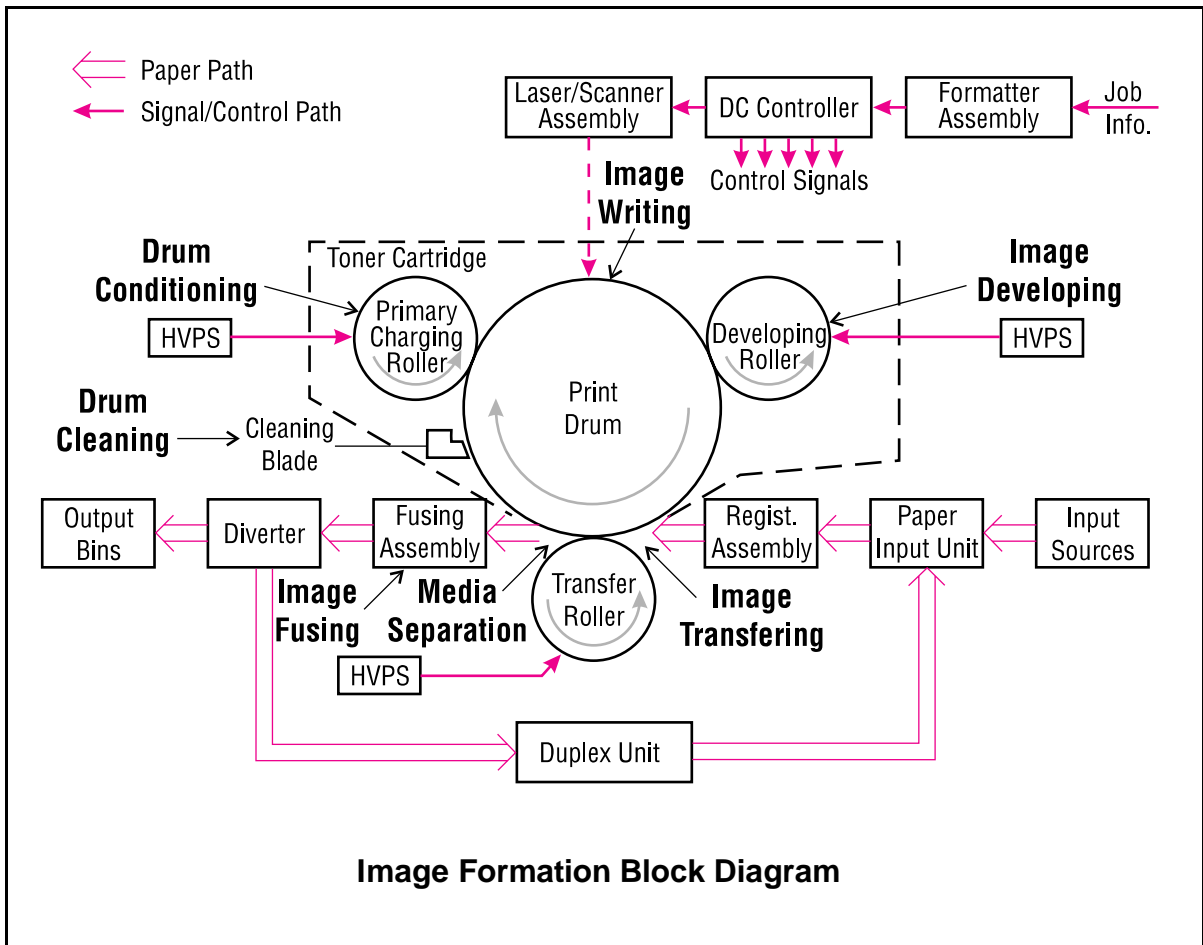 Paper Path
Signal/Control Path
Laser/Scanner
Assembly
DC Controller
Formatter
Assembly
Job
Info.
Control Signals
Image
Writing
Drum
Conditioning
Toner Cartridge
Image
Developing
HVPS
Primary
Charging
Roller
Developing
Roller
HVPS
Print
Drum
Drum
Cleaning
Cleaning
Blade
Output
Bins
Diverter
Fusing
Assembly
Regist.
Assembly
Paper
Input Unit
Input
Sources
Image
Fusing
Media
Separation
Transfer
Roller
Image
Transfering
HVPS
Duplex Unit
Image Formation Block Diagram